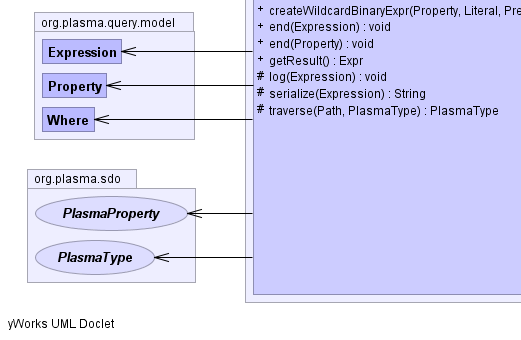 org.plasma.query.model
Expression
Property
Where
+ createWildcardBinaryExpr(Property, Literal, Pre
+ end(Expression) : void
+ end(Property) : void
+ getResult() : Expr
# log(Expression) : void
# serialize(Expression) : String
# traverse(Path, PlasmaType) : PlasmaType
org.plasma.sdo
PlasmaProperty
PlasmaType
yWorks UML Doclet